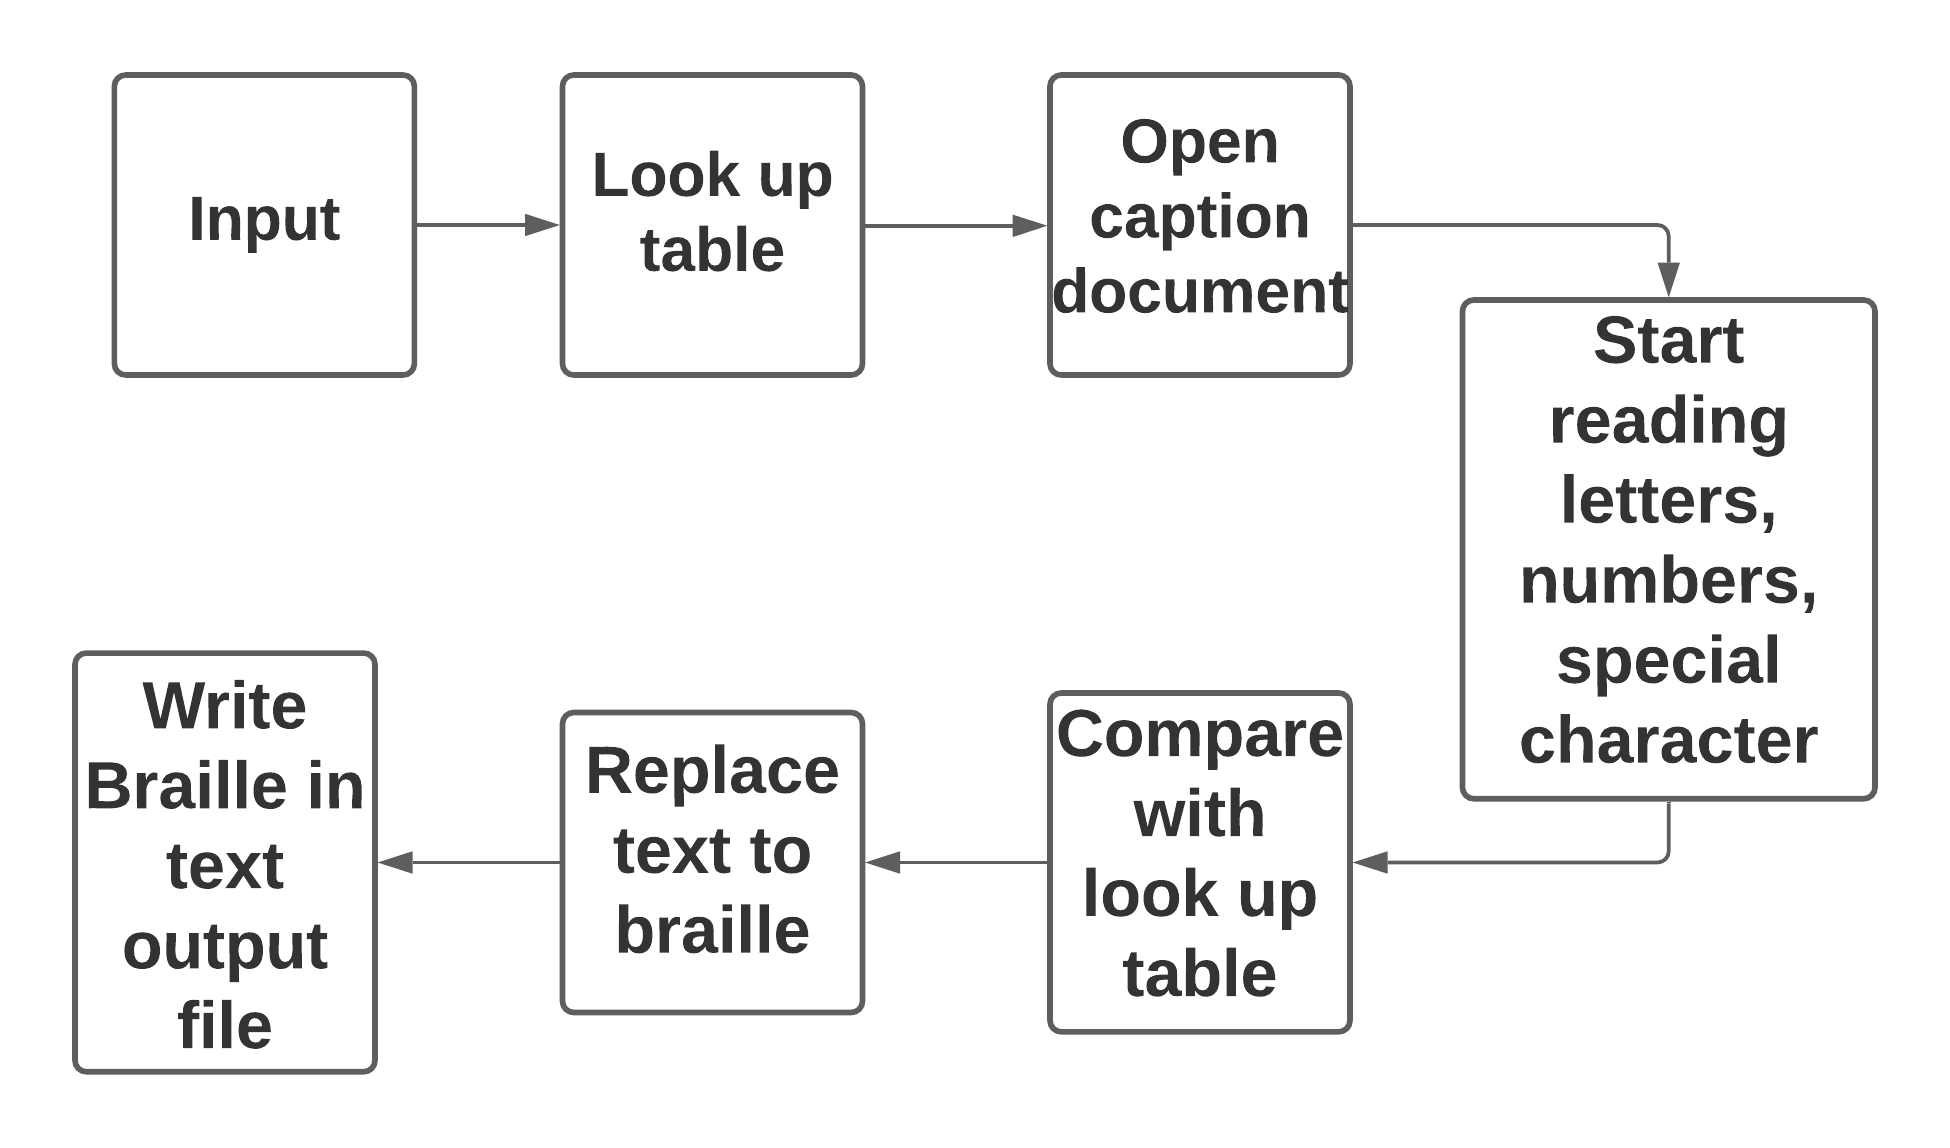 Input
Look up
table
Open
caption
document
Start
reading
letters,
numbers,
special
character
Compare
with
look up
table
Replace
text to
braille
Write
Braille in
text
output
file